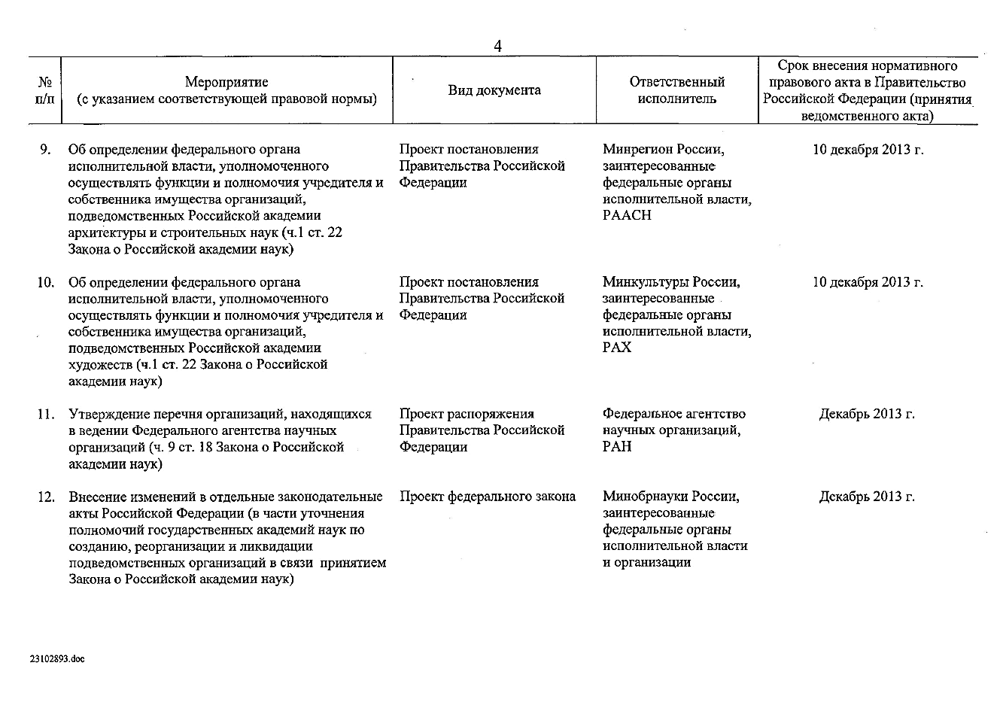 4
№
п/п
Мероприятие
(с указанием соответствующей правовой нормы)
Вид документа
Ответственный
исполнитель
Срок внесения нормативного
правового акта в Правительство
Российской Федерации (принятия
ведомственного акта)
9.
Об определении федерального органа
исполнительной власти, уполномоченного
осуществлять функции и полномочия учредителя и
собственника имущества организаций,
подведомственных Российской академии
архитектуры и строительных наук (ч.1 ст. 22
Закона о Российской академии наук)
Проект постановления
Правительства Российской
Федерации
Минрегион России,
заинтересованные
федеральные органы
исполнительной власти,
РААСН
10 декабря 2013 г.
10.
Об определении федерального органа
исполнительной власти, уполномоченного
осуществлять функции и полномочия учредителя и
собственника имущества организаций,
подведомственных Российской академии
художеств (ч.1 ст. 22 Закона о Российской
академии наук)
Проект постановления
Правительства Российской
Федерации
Минкультуры России,
заинтересованные
федеральные органы
исполнительной власти,
РАХ
10 декабря 2013 г.
11.
Утверждение перечня организаций, находящихся
в ведении Федерального агентства научных
организаций (ч. 9 ст. 18 Закона о Российской
академии наук)
Проект распоряжения
Правительства Российской
Федерации
Федеральное агентство
научных организаций,
РАН
Декабрь 2013 г.
12.
Внесение изменений в отдельные законодательные
акты Российской Федерации (в части уточнения
полномочий государственных академий наук по
созданию, реорганизации и ликвидации
подведомственных организаций в связи принятием
Закона о Российской академии наук)
Проект федерального закона
Минобрнауки России,
заинтересованные
федеральные органы
исполнительной власти
и организации
Декабрь 2013 г.
23102893.doc